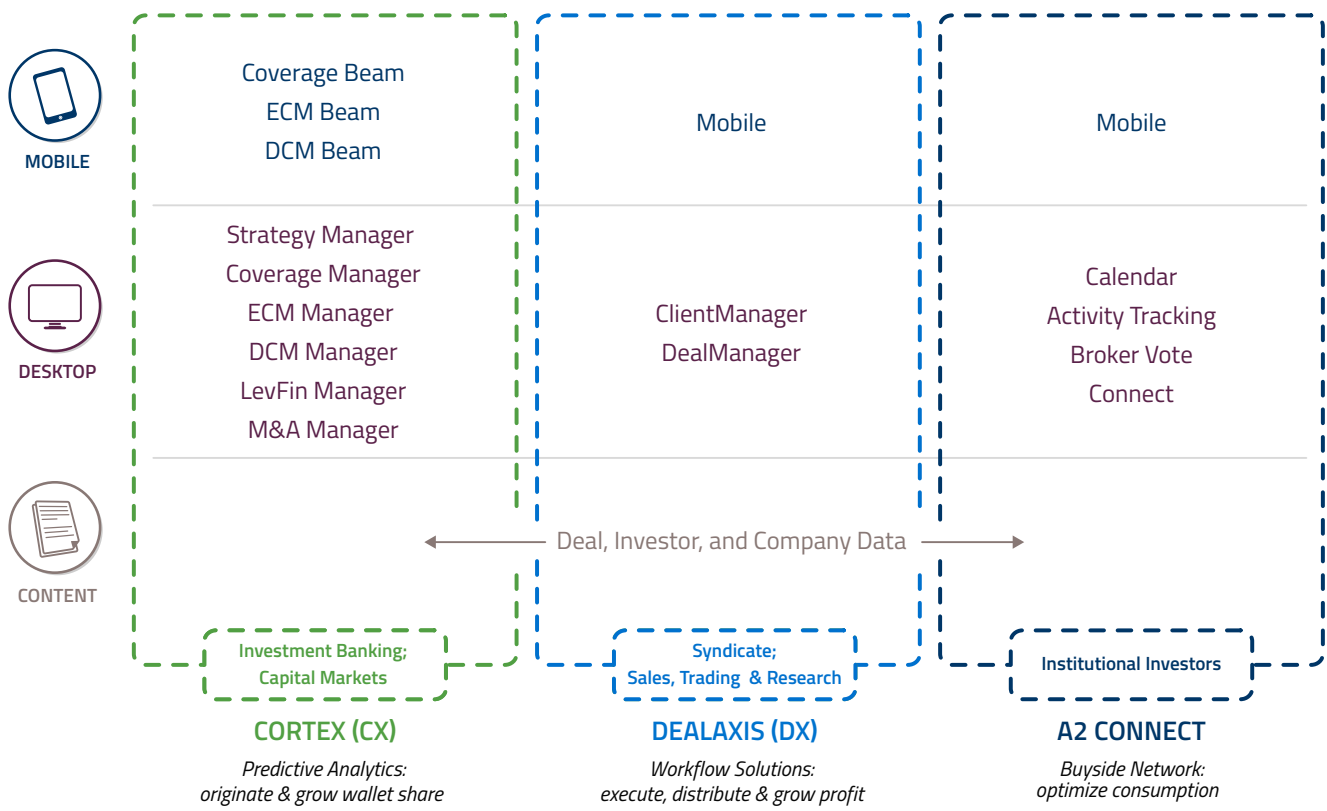 MOBILE
Coverage Beam
ECM Beam
DCM Beam
Mobile
Mobile
DESKTOP
Strategy Manager
Coverage Manager
ECM Manager
DCM Manager
LevFin Manager
M&A Manager
ClientManager
DealManager
Calendar
Activity Tracking
Broker Vote
Connect
CONTENT
Deal, Investor, and Company Data
Investment Banking;
Capital Markets
Syndicate;
Sales, Trading & Research
Institutional Investors
CORTEX (CX)
DEALAXIS (DX)
A2 CONNECT
Predictive Analytics:
originate & grow wallet share
Workflow Solutions:
execute, distribute & grow profit
Buyside Network:
optimize consumption